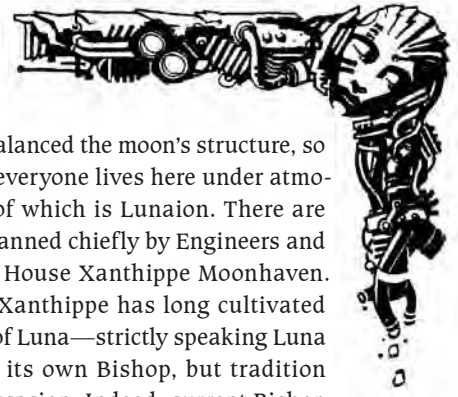 alanced the moon's structure, so
everyone lives here under atmo-
of which is Lunaion. There are
anned chiefly by Engineers and
House Xanthippe Moonhaven.
Xanthippe has long cultivated
of Luna—strictly speaking Luna
its own Bishop, but tradition
Indeed, current Bishop